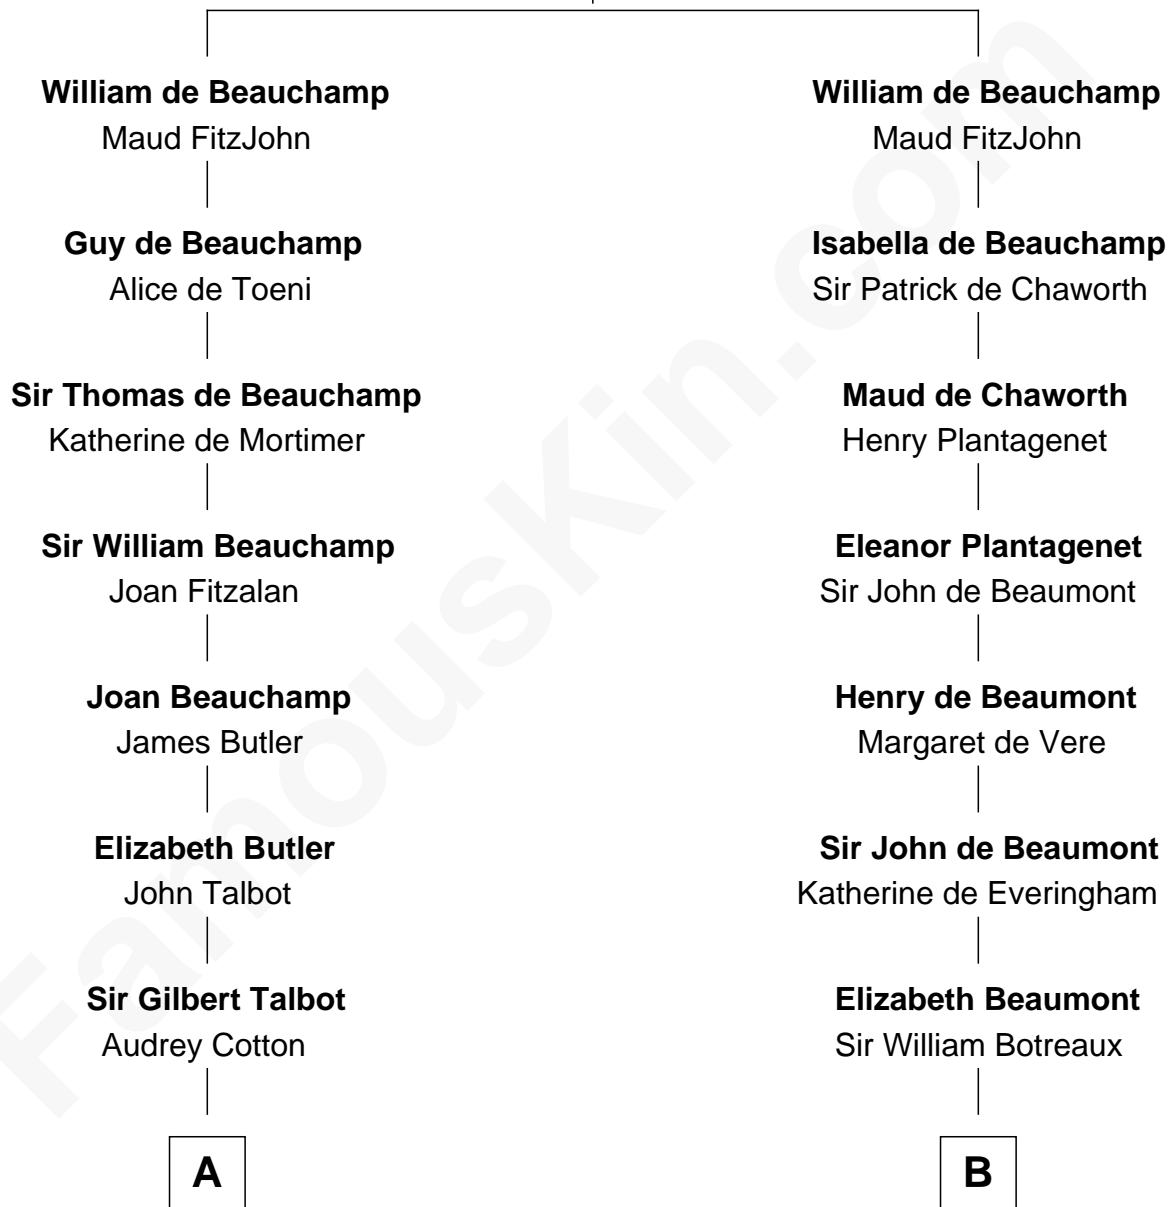 William de Beauchamp
Maud FitzJohn
Guy de Beauchamp
Alice de Toeni
Sir Thomas de Beauchamp
Katherine de Mortimer
Sir William Beauchamp
Joan Fitzalan
Joan Beauchamp
James Butler
Elizabeth Butler
John Talbot
Sir Gilbert Talbot
Audrey Cotton
A
William de Beauchamp
Maud FitzJohn
Isabella de Beauchamp
Sir Patrick de Chaworth
Maud de Chaworth
Henry Plantagenet
Eleanor Plantagenet
Sir John de Beaumont
Henry de Beaumont
Margaret de Vere
Sir John de Beaumont
Katherine de Everingham
Elizabeth Beaumont
Sir William Botreaux
B
FamousKin.com